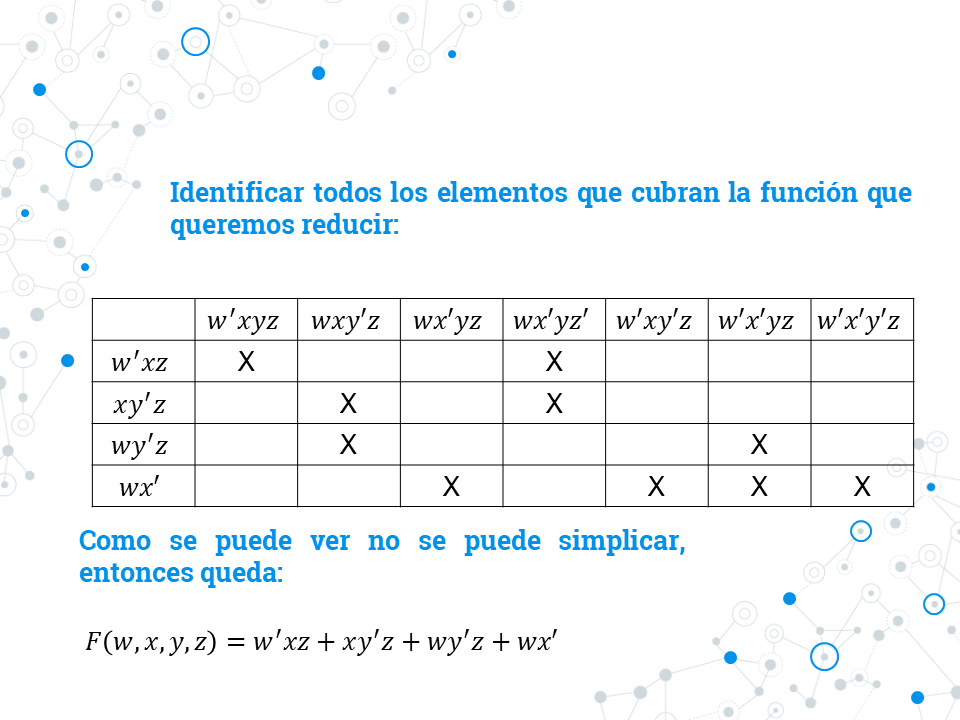 Identificar todos los elementos que cubran la función que
queremos reducir:
w′xyz wxy′z wx′yz wx′yz′ w′xy′z w′x′yz w′x′y′z
w′xz X X
xy′z X X
wy′z X X
wx′ X X X X
Como se puede ver no se puede simplicar,
entonces queda:
F(w, x, y, z) = w′xz + xy′z + wy′z + wx′